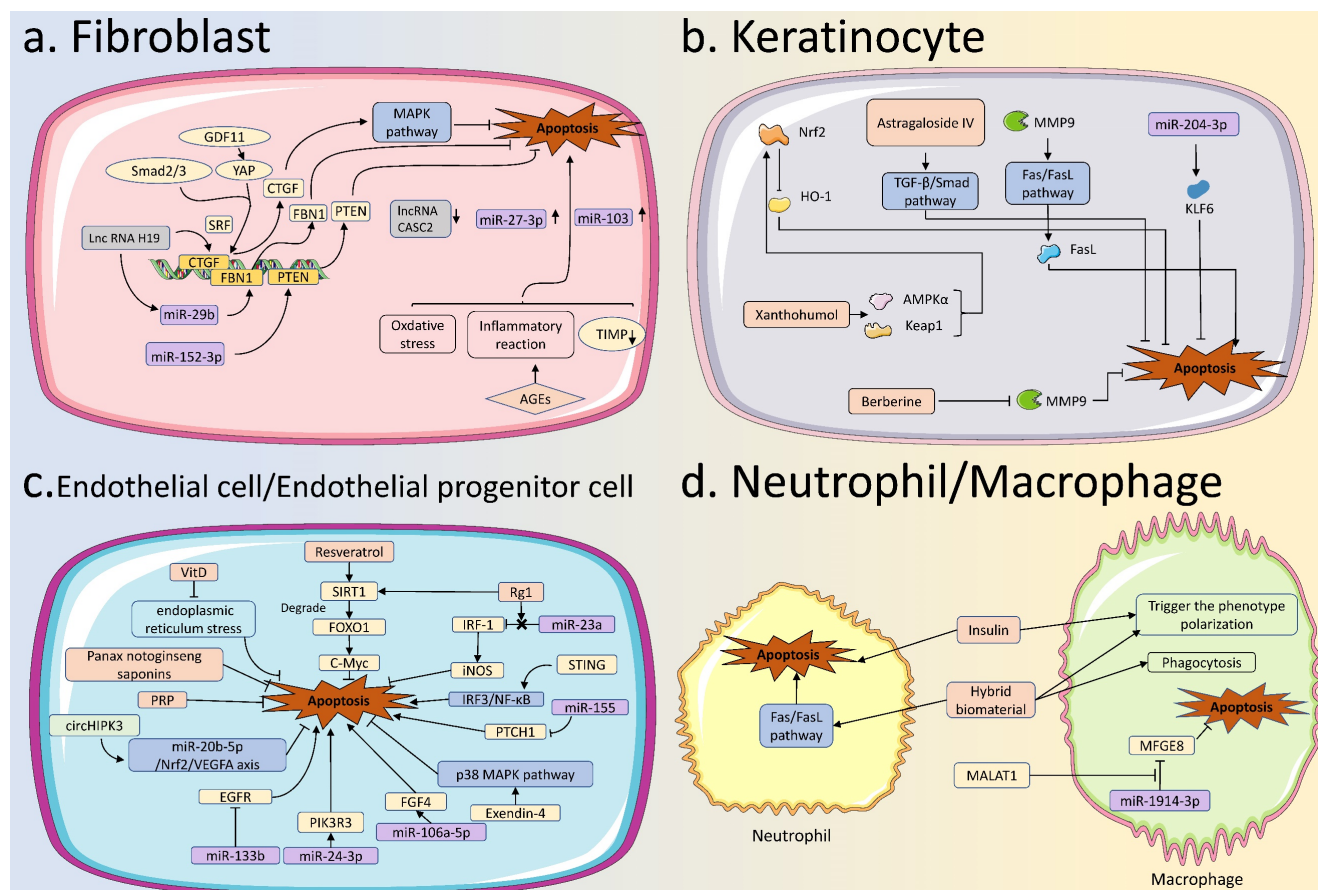 a. Fibroblast
GDF11
Smad2/3
YAP
CTGF
SRF
Lnc RNA H19
CTGF
FBN1
PTEN
miR-29b
miR-152-3p
FBN1
PTEN
MAPK
pathway
Apoptosis
lncRNA
CASC2
miR-27-3p
miR-103
Oxdative
stress
Inflammatory
reaction
TIMP
AGEs
b. Keratinocyte
Nrf2
HO-1
Astragaloside IV
TGF-β/Smad
pathway
MMP9
Fas/FasL
pathway
FasL
miR-204-3p
KLF6
Xanthohumol
AMPKα
Keap1
Apoptosis
Berberine
MMP9
c.Endothelial cell/Endothelial progenitor cell
Resveratrol
VitD
SIRT1
Rg1
Degrade
endoplasmic
reticulum stress
FOXO1
IRF-1
miR-23a
C-Myc
iNOS
STING
Panax notoginseng
saponins
PRP
Apoptosis
IRF3/NF-κB
miR-155
circHIPK3
PTCH1
miR-20b-5p
/Nrf2/VEGFA axis
p38 MAPK pathway
EGFR
FGF4
Exendin-4
PIK3R3
miR-106a-5p
miR-133b
miR-24-3p
d. Neutrophil/Macrophage
Apoptosis
Fas/FasL
pathway
Neutrophil
Insulin
Hybrid
biomaterial
MALAT1
Trigger the phenotype
polarization
Phagocytosis
Apoptosis
MFGE8
miR-1914-3p
Macrophage